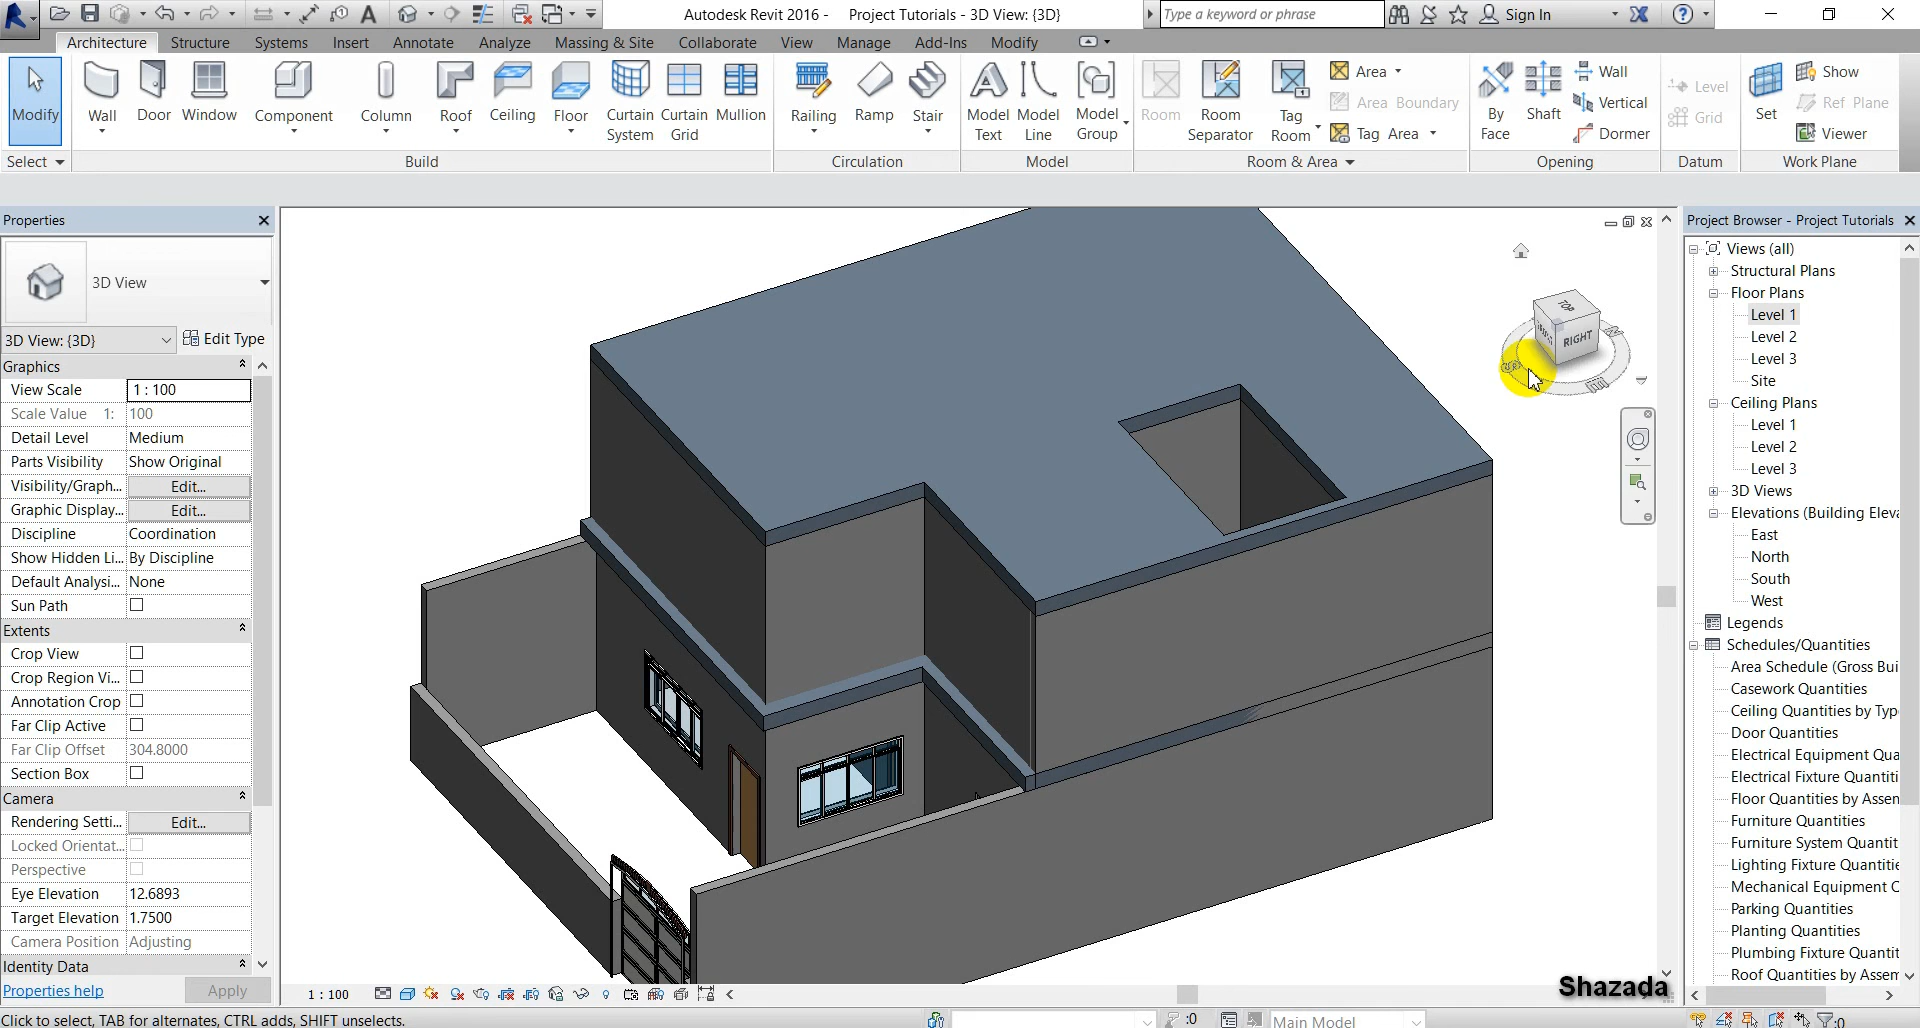 Autodesk Revit 2016 - Project Tutorials - 3D View: {3D}
Type a keyword or phrase
Sign In
Architecture Structure Systems Insert Annotate Analyze Massing & Site Collaborate View Manage Add-Ins Modify
Modify Wall Door Window Component Column Roof Ceiling Floor Curtain System Curtain Grid Mullion Railing Ramp Stair Model Text Model Line Model Group Room Room Separator Tag Room Area Area Boundary Tag Area By Face Shaft Wall Vertical Dormer Level Grid Set Show Ref Plane Viewer
Select Build Circulation Model Room & Area Opening Datum Work Plane
Properties
3D View
3D View: {3D} Edit Type
Graphics
View Scale 1 : 100
Scale Value 1: 100
Detail Level Medium
Parts Visibility Show Original
Visibility/Graph... Edit...
Graphic Display... Edit...
Discipline Coordination
Show Hidden Li... By Discipline
Default Analysi... None
Sun Path
Extents
Crop View
Crop Region Vi...
Annotation Crop
Far Clip Active
Far Clip Offset 304.8000
Section Box
Camera
Rendering Setti... Edit...
Locked Orientat...
Perspective
Eye Elevation 12.6893
Target Elevation 1.7500
Camera Position Adjusting
Identity Data
Properties help Apply
TOP
RIGHT
1 : 100
Shazada
Project Browser - Project Tutorials
Views (all)
Structural Plans
Floor Plans
Level 1
Level 2
Level 3
Site
Ceiling Plans
Level 1
Level 2
Level 3
3D Views
Elevations (Building Eleva
East
North
South
West
Legends
Schedules/Quantities
Area Schedule (Gross Bui
Casework Quantities
Ceiling Quantities by Typ
Door Quantities
Electrical Equipment Qua
Electrical Fixture Quantiti
Floor Quantities by Assen
Furniture Quantities
Furniture System Quantit
Lighting Fixture Quantitie
Mechanical Equipment Q
Parking Quantities
Planting Quantities
Plumbing Fixture Quantit
Roof Quantities by Assem
Click to select, TAB for alternates, CTRL adds, SHIFT unselects.
:0
Main Model
:0